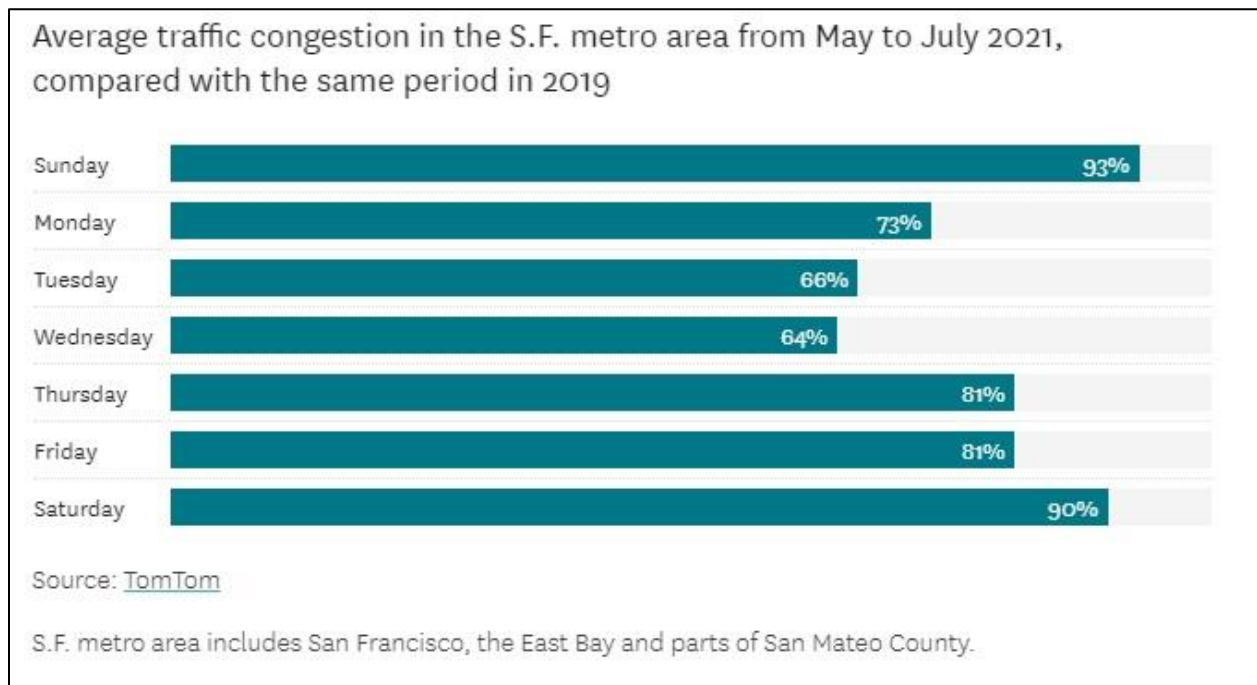 Average traffic congestion in the S.F. metro area from May to July 2021,
compared with the same period in 2019
Sunday 93%
Monday 73%
Tuesday 66%
Wednesday 64%
Thursday 81%
Friday 81%
Saturday 90%
Source: TomTom
S.F. metro area includes San Francisco, the East Bay and parts of San Mateo County.